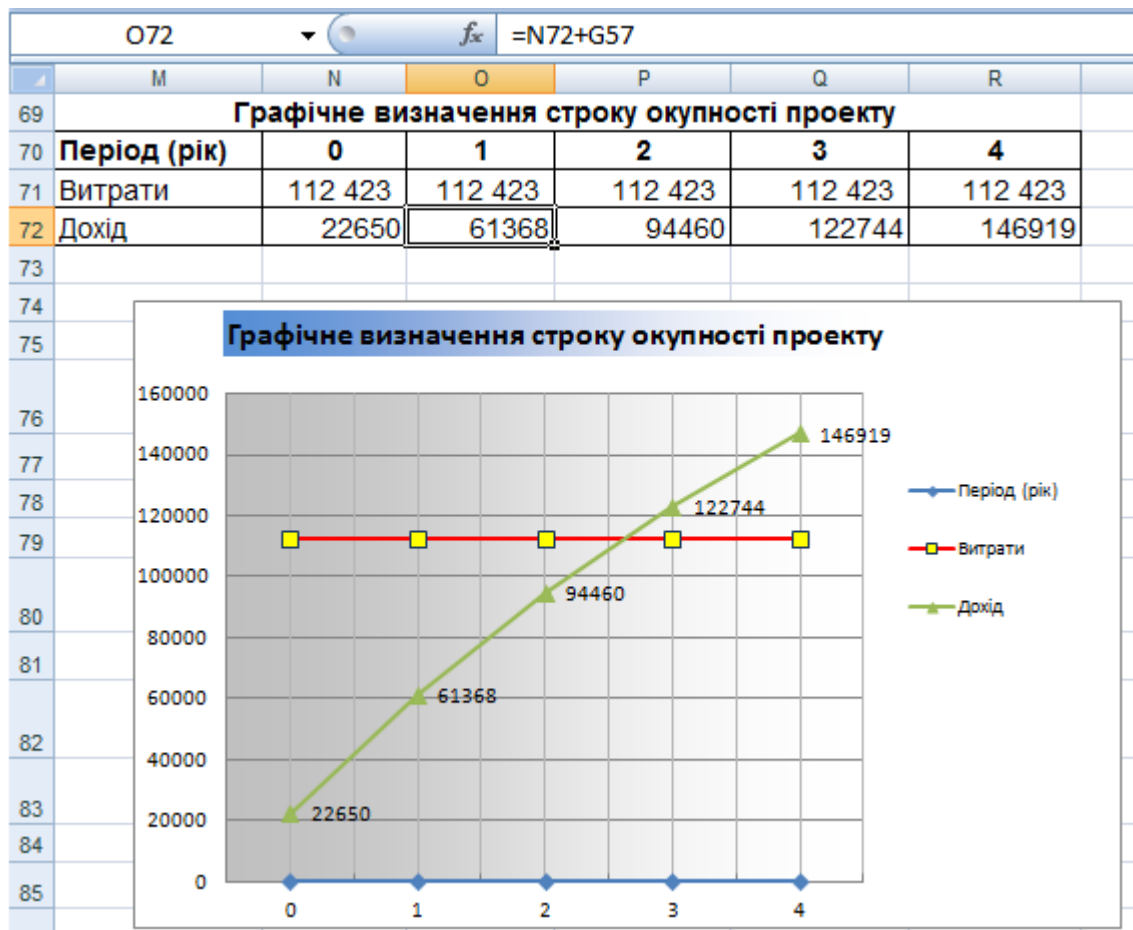 O72 fx =N72+G57
M N O P Q R
69 Графічне визначення строку окупності проекту
70 Період (рік) 0 1 2 3 4
71 Витрати 112 423 112 423 112 423 112 423 112 423
72 Дохід 22650 61368 94460 122744 146919
73
74
75
76
77
78
79
80
81
82
83
84
85
Графічне визначення строку окупності проекту
160000
140000
120000
100000
80000
60000
40000
20000
0
146919
122744
94460
61368
22650
0 1 2 3 4
Період (рік)
Витрати
Дохід